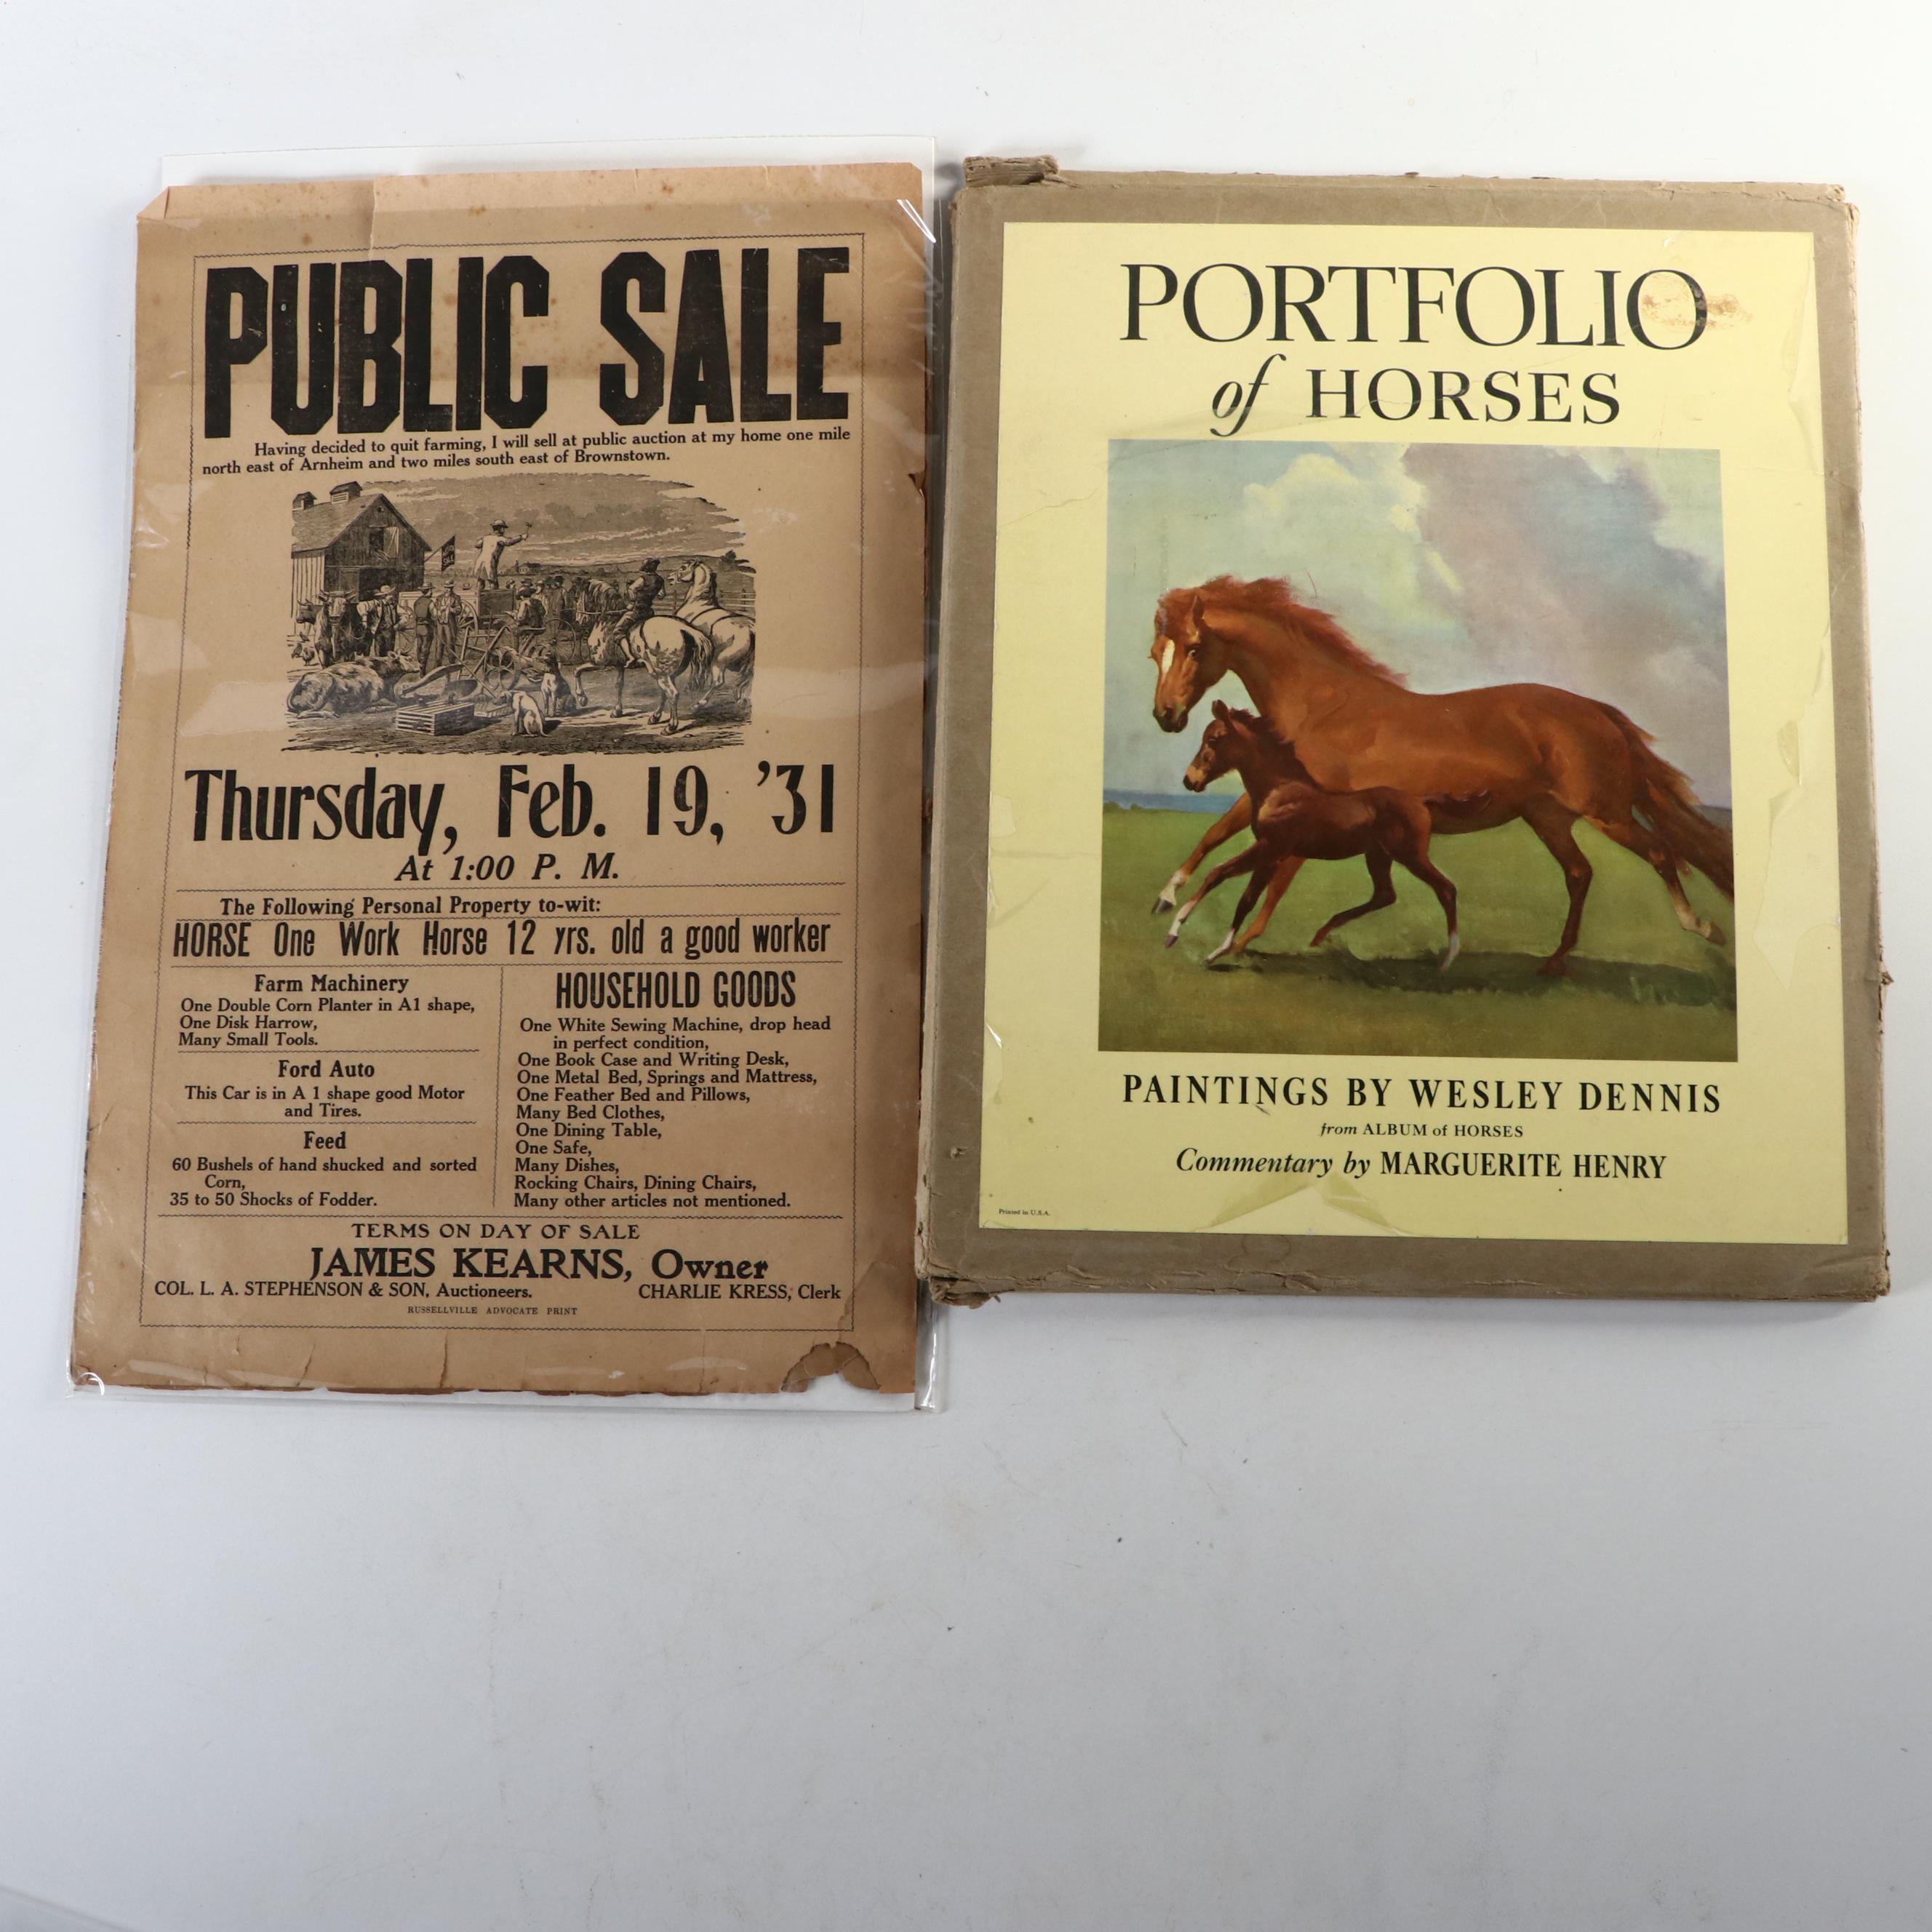 PUBLIC SALE
Having decided to quit farming, I will sell at public auction at my home one mile
north east of Arnheim and two miles south east of Brownstown.
Thursday, Feb. 19, '31
At 1:00 P. M.
The Following Personal Property to-wit:
HORSE One Work Horse 12 yrs. old a good worker
Farm Machinery
One Double Corn Planter in A1 shape,
One Disk Harrow,
Many Small Tools.
Ford Auto
This Car is in A 1 shape good Motor
and Tires.
Feed
60 Bushels of hand shucked and sorted
Corn,
35 to 50 Shocks of Fodder.
HOUSEHOLD GOODS
One White Sewing Machine, drop head
in perfect condition,
One Book Case and Writing Desk,
One Metal Bed, Springs and Mattress,
One Feather Bed and Pillows,
Many Bed Clothes,
One Dining Table,
One Safe,
Many Dishes,
Rocking Chairs, Dining Chairs,
Many other articles not mentioned.
TERMS ON DAY OF SALE
JAMES KEARNS, Owner
COL. L. A. STEPHENSON & SON, Auctioneers. CHARLIE KRESS, Clerk
RUSSELLVILLE ADVOCATE PRINT
PORTFOLIO
of HORSES
PAINTINGS BY WESLEY DENNIS
from ALBUM of HORSES
Commentary by MARGUERITE HENRY
Printed in U.S.A.